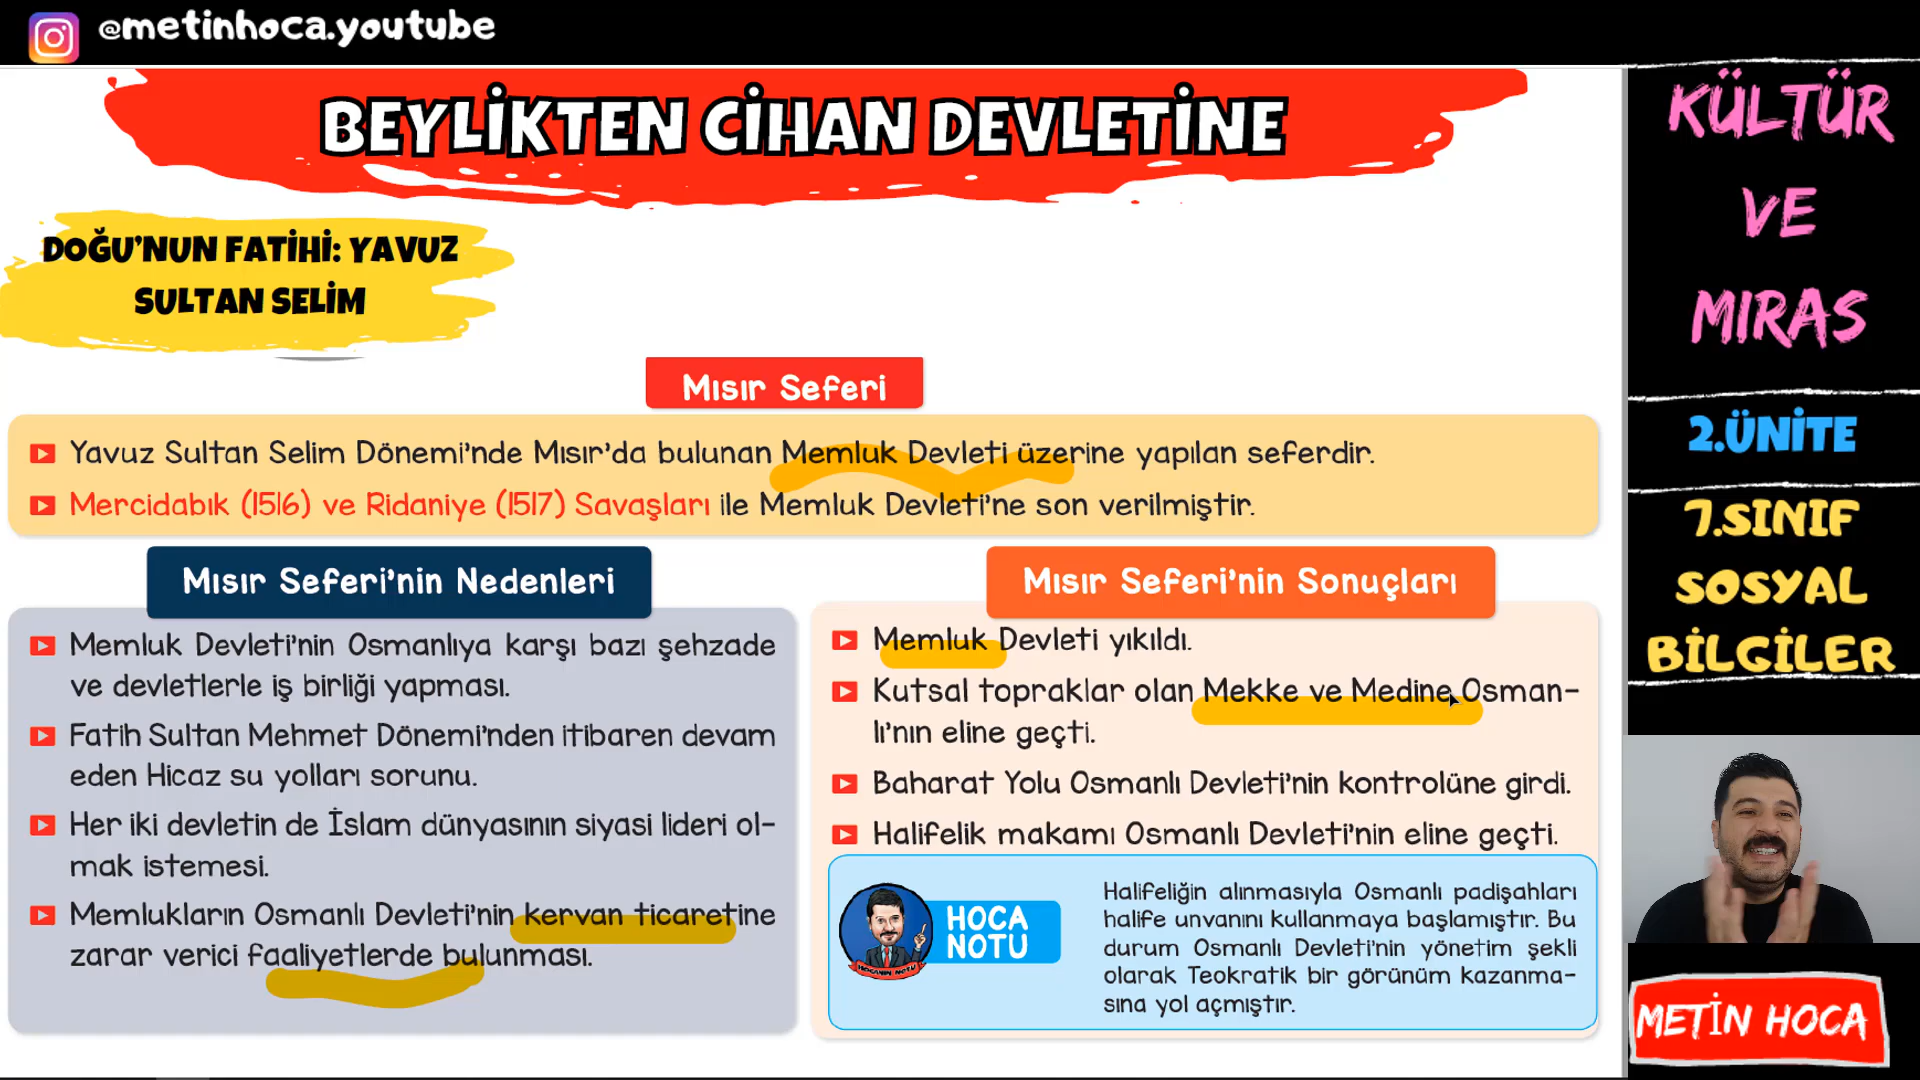 @metinhoca.youtube
BEYLİKTEN CİHAN DEVLETİNE
DOĞU'NUN FATİHİ: YAVUZ
SULTAN SELİM
Mısır Seferi
Yavuz Sultan Selim Dönemi'nde Mısır'da bulunan Memluk Devleti üzerine yapılan seferdir.
Mercidabık (1516) ve Ridaniye (1517) Savaşları ile Memluk Devleti'ne son verilmiştir.
Mısır Seferi'nin Nedenleri
Memluk Devleti'nin Osmanlıya karşı bazı şehzade
ve devletlerle iş birliği yapması.
Fatih Sultan Mehmet Dönemi'nden itibaren devam
eden Hicaz su yolları sorunu.
Her iki devletin de İslam dünyasının siyasi lideri ol-
mak istemesi.
Memlukların Osmanlı Devleti'nin kervan ticaretine
zarar verici faaliyetlerde bulunması.
Mısır Seferi'nin Sonuçları
Memluk Devleti yıkıldı.
Kutsal topraklar olan Mekke ve Medine Osman-
lı'nın eline geçti.
Baharat Yolu Osmanlı Devleti'nin kontrolüne girdi.
Halifelik makamı Osmanlı Devleti'nin eline geçti.
HOCANIN NOTU
HOCA
NOTU
Halifeliğin alınmasıyla Osmanlı padişahları
halife unvanını kullanmaya başlamıştır. Bu
durum Osmanlı Devleti'nin yönetim şekli
olarak Teokratik bir görünüm kazanma-
sına yol açmıştır.
KÜLTÜR
VE
MIRAS
2.ÜNİTE
7.SINIF
SOSYAL
BİLGİLER
METİN HOCA